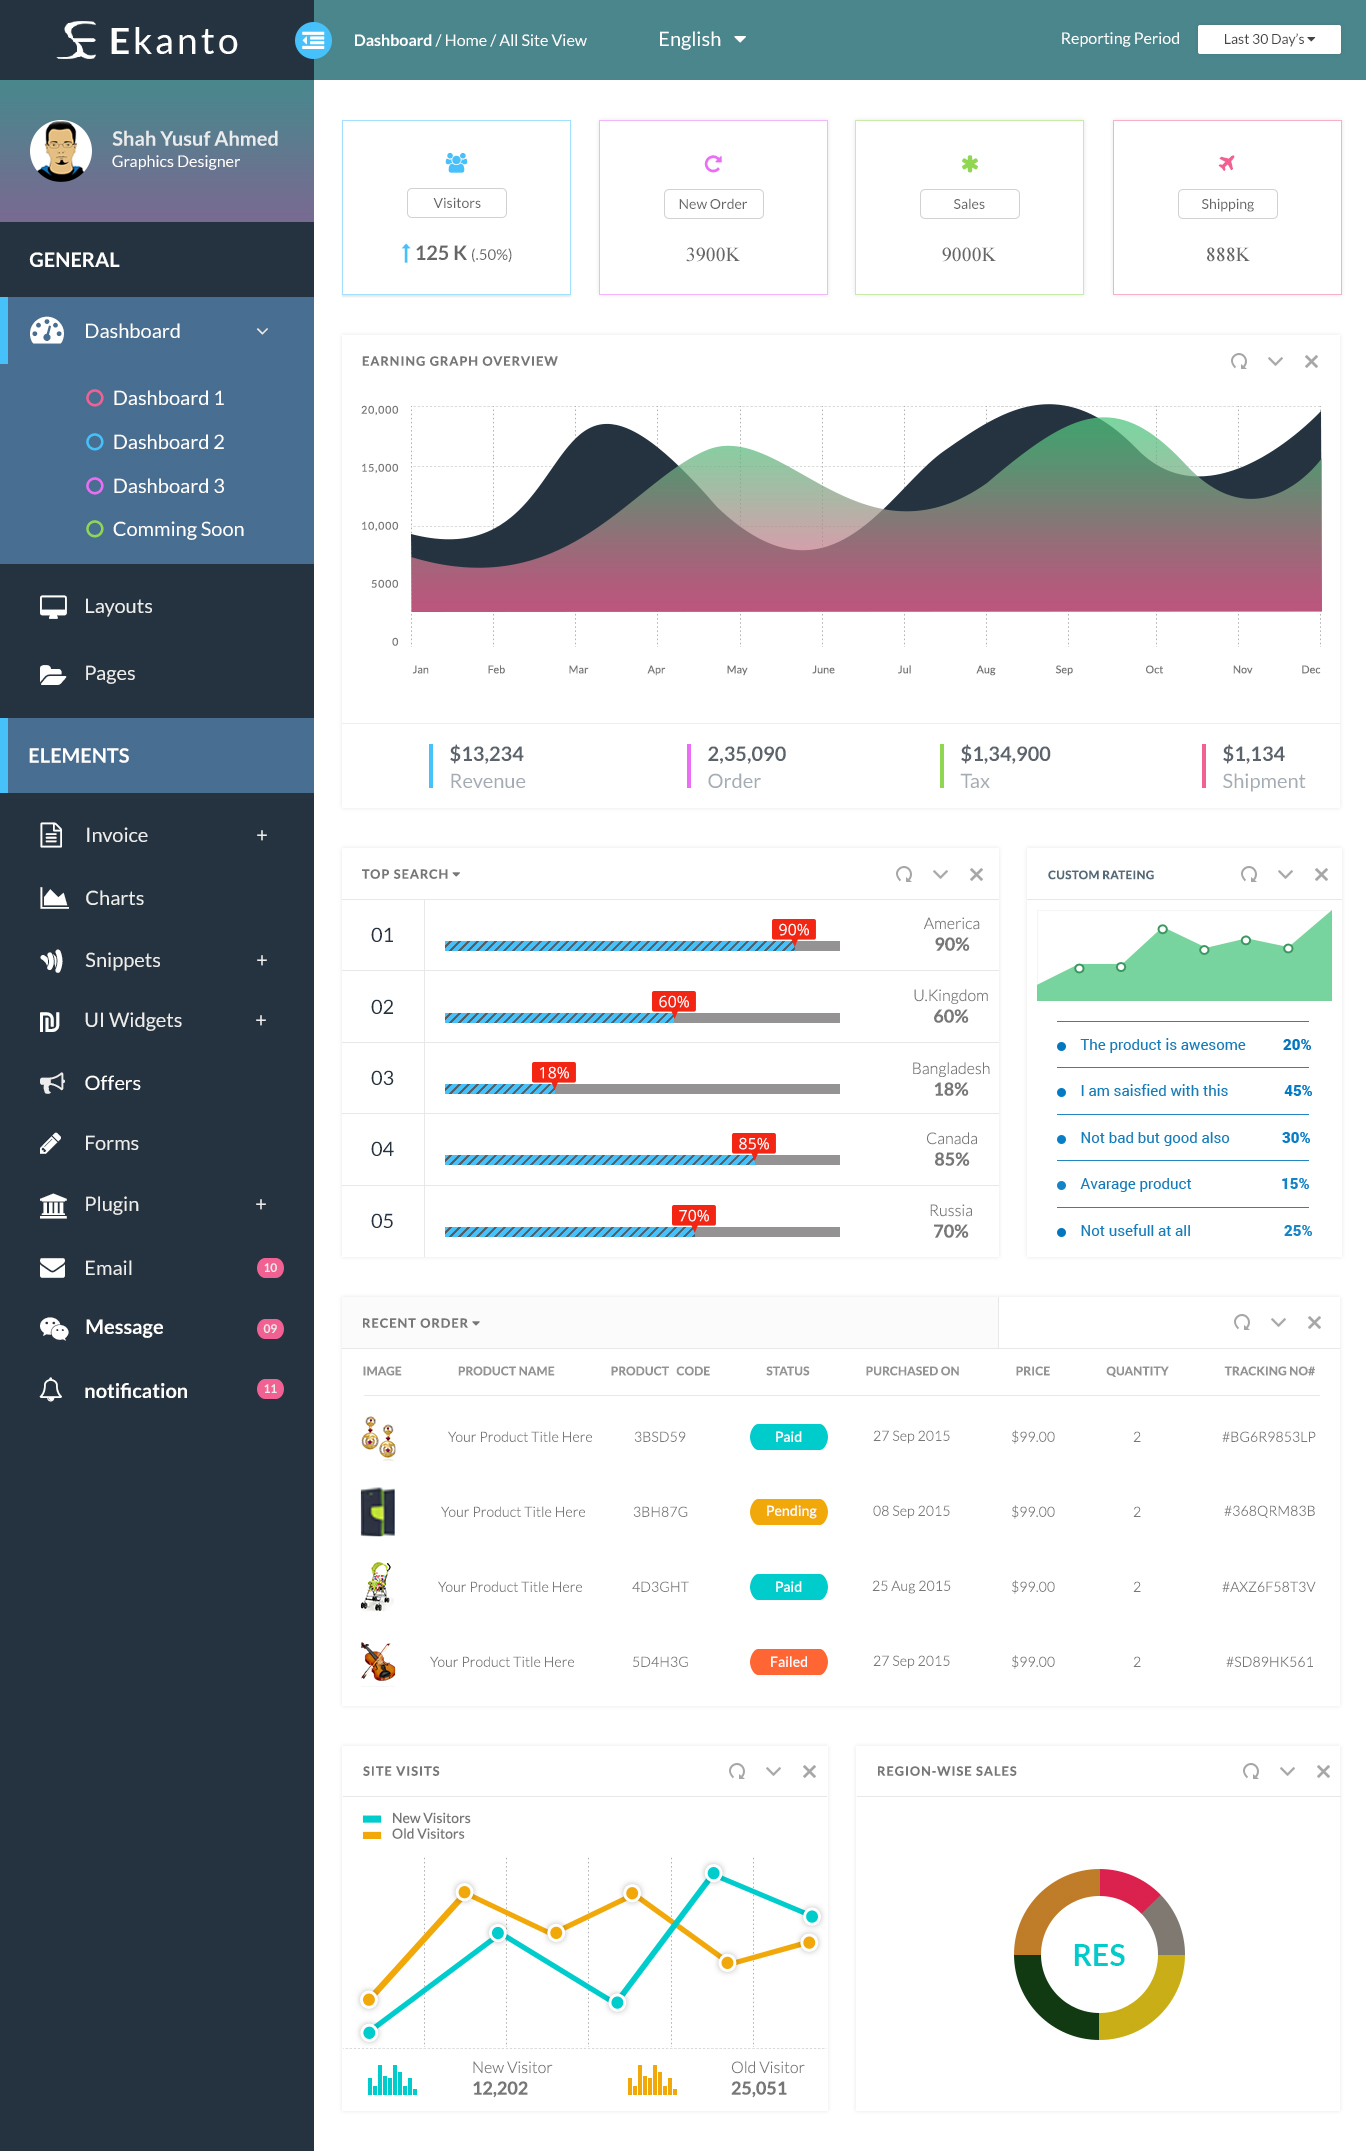 Ekanto
Dashboard / Home / All Site View
English
Reporting Period
Last 30 Day's
Shah Yusuf Ahmed
Graphics Designer
GENERAL
Dashboard
Dashboard 1
Dashboard 2
Dashboard 3
Comming Soon
Layouts
Pages
ELEMENTS
Invoice +
Charts
Snippets +
UI Widgets +
Offers
Forms
Plugin +
Email 10
Message 09
notification 11
Visitors
125 K (.50%)
New Order
3900K
Sales
9000K
Shipping
888K
EARNING GRAPH OVERVIEW
20,000
15,000
10,000
5000
0
Jan Feb Mar Apr May June Jul Aug Sep Oct Nov Dec
$13,234
Revenue
2,35,090
Order
$1,34,900
Tax
$1,134
Shipment
TOP SEARCH
01 90% America
90%
02 60% U.Kingdom
60%
03 18% Bangladesh
18%
04 85% Canada
85%
05 70% Russia
70%
CUSTOM RATEING
The product is awesome 20%
I am saisfied with this 45%
Not bad but good also 30%
Avarage product 15%
Not usefull at all 25%
RECENT ORDER
IMAGE PRODUCT NAME PRODUCT CODE STATUS PURCHASED ON PRICE QUANTITY TRACKING NO#
Your Product Title Here 3BSD59 Paid 27 Sep 2015 $99.00 2 #BG6R9853LP
Your Product Title Here 3BH87G Pending 08 Sep 2015 $99.00 2 #368QRM83B
Your Product Title Here 4D3GHT Paid 25 Aug 2015 $99.00 2 #AXZ6F58T3V
Your Product Title Here 5D4H3G Failed 27 Sep 2015 $99.00 2 #SD89HK561
SITE VISITS
New Visitors
Old Visitors
New Visitor
12,202
Old Visitor
25,051
REGION-WISE SALES
RES